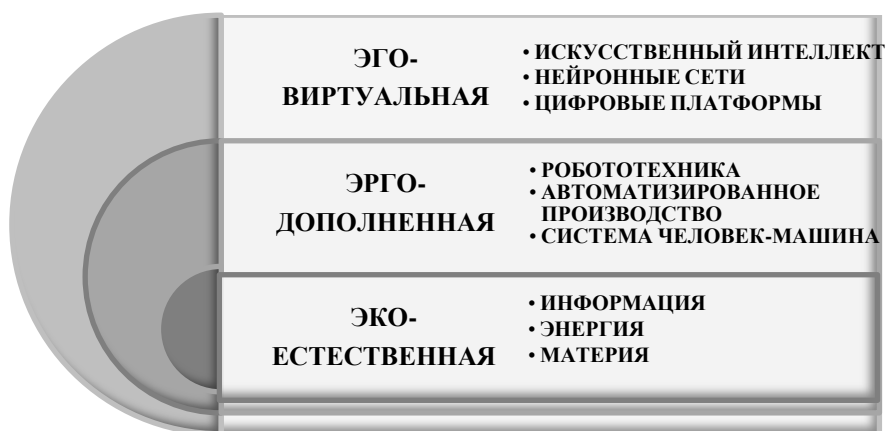 ЭГО-
ВИРТУАЛЬНАЯ
• ИСКУССТВЕННЫЙ ИНТЕЛЛЕКТ
• НЕЙРОННЫЕ СЕТИ
• ЦИФРОВЫЕ ПЛАТФОРМЫ
ЭРГО-
ДОПОЛНЕННАЯ
• РОБОТОТЕХНИКА
• АВТОМАТИЗИРОВАННОЕ
ПРОИЗВОДСТВО
• СИСТЕМА ЧЕЛОВЕК-МАШИНА
ЭКО-
ЕСТЕСТВЕННАЯ
• ИНФОРМАЦИЯ
• ЭНЕРГИЯ
• МАТЕРИЯ